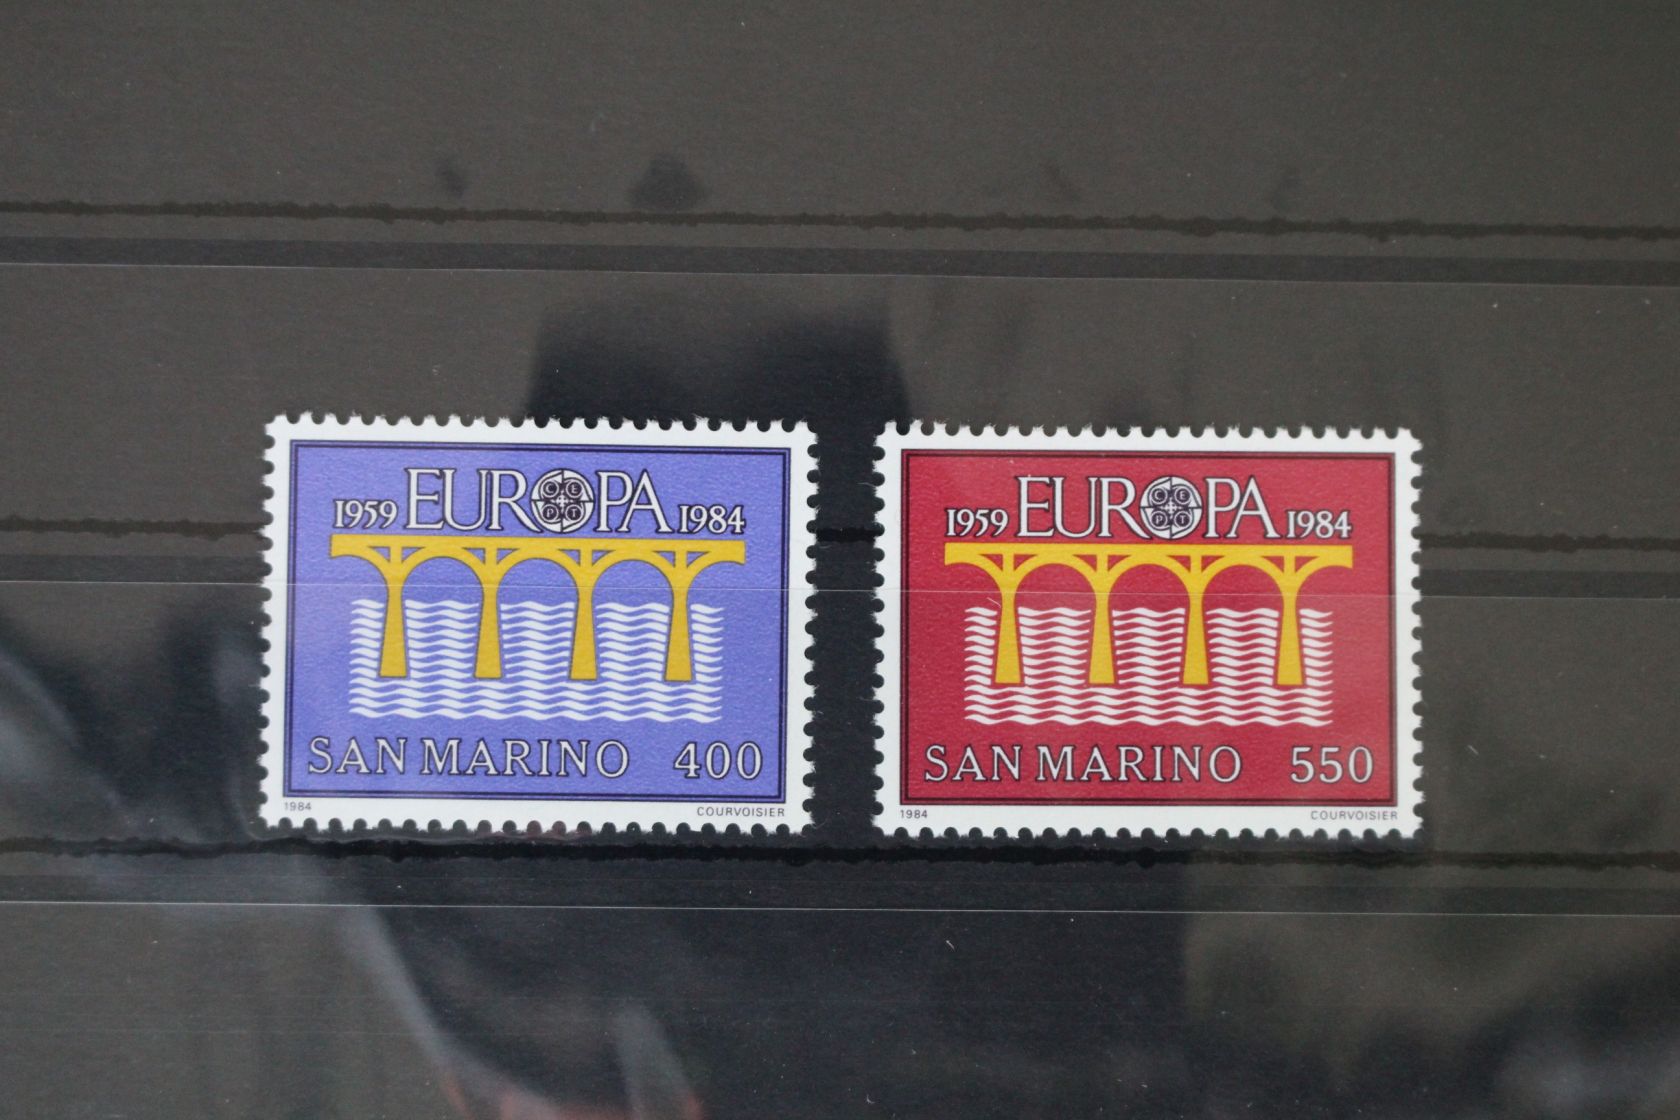 1959 EUROPA 1984
C E
P T
SAN MARINO 400
1984 COURVOISIER
1959 EUROPA 1984
C E
P T
SAN MARINO 550
1984 COURVOISIER